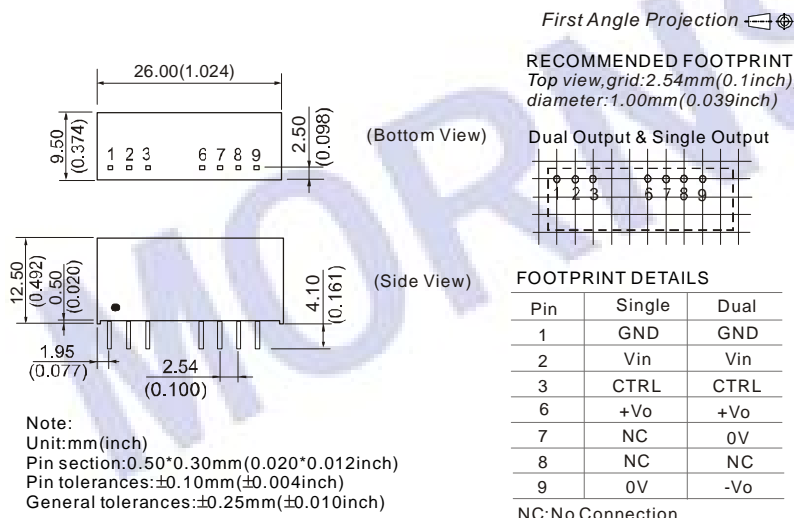 First Angle Projection
RECOMMENDED FOOTPRINT
Top view,grid:2.54mm(0.1inch)
diameter:1.00mm(0.039inch)
Dual Output & Single Output
1 2 3 6 7 8 9
26.00(1.024)
9.50
(0.374)
2.50
(0.098)
1 2 3 6 7 8 9
(Bottom View)
12.50
(0.492)
0.50
(0.020)
4.10
(0.161)
(Side View)
1.95
(0.077)
2.54
(0.100)
Note:
Unit:mm(inch)
Pin section:0.50*0.30mm(0.020*0.012inch)
Pin tolerances:±0.10mm(±0.004inch)
General tolerances:±0.25mm(±0.010inch)
FOOTPRINT DETAILS
Pin Single Dual
1 GND GND
2 Vin Vin
3 CTRL CTRL
6 +Vo +Vo
7 NC 0V
8 NC NC
9 0V -Vo
NC:No Connection
MORNS